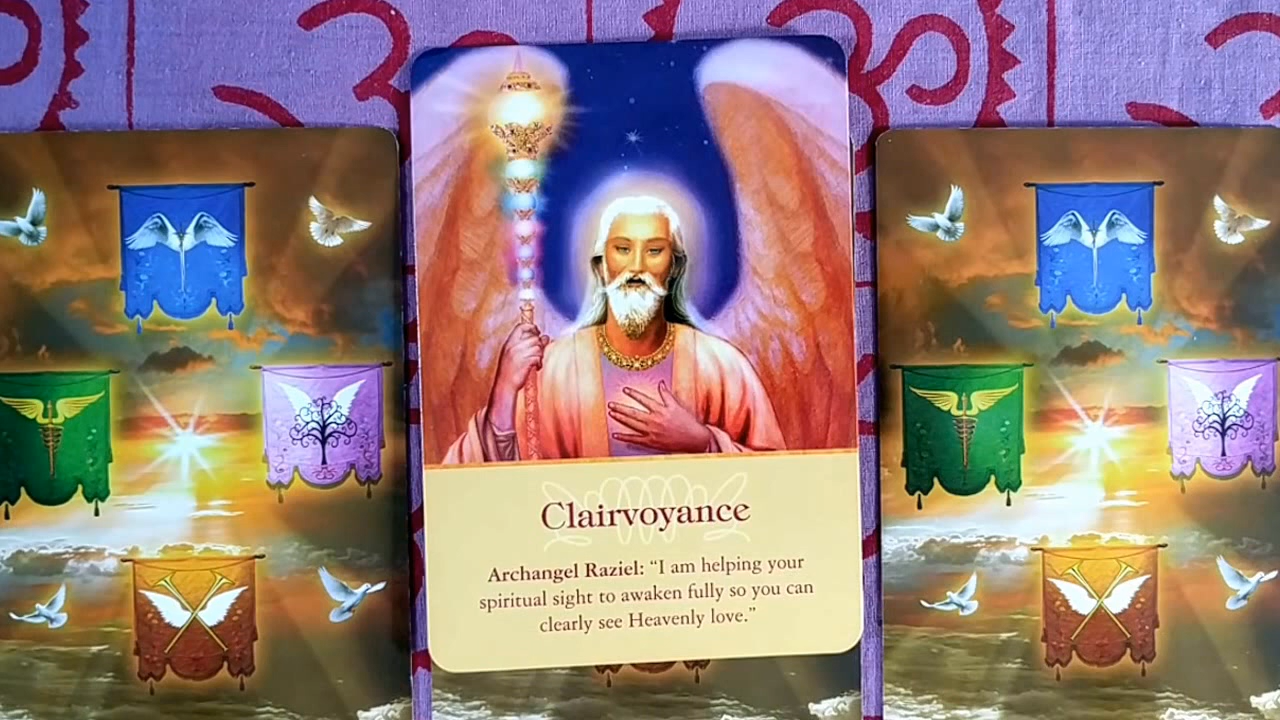 Clairvoyance
Archangel Raziel: “I am helping your
spiritual sight to awaken fully so you can
clearly see Heavenly love.”